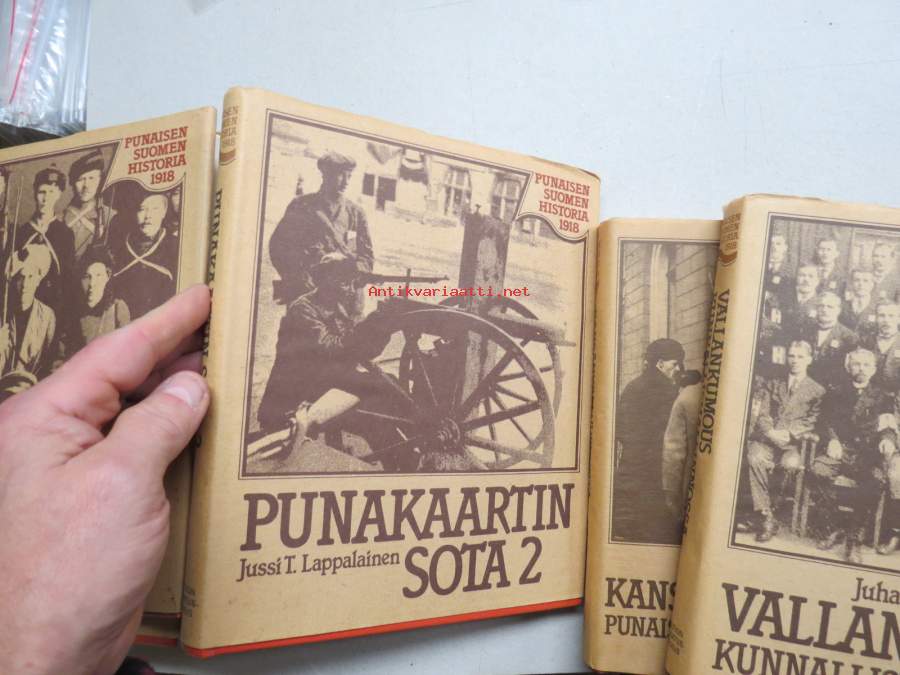 PUNAISEN
SUOMEN
HISTORIA
1918
PUNAISEN
SUOMEN
HISTORIA
1918
Antikvariaatti.net
PUNAKAARTIN
Jussi T. Lappalainen
SOTA 2
KANS
PUNAIS
VALLANKUMOUS
Juha
VALLAN
KUNNALLIS